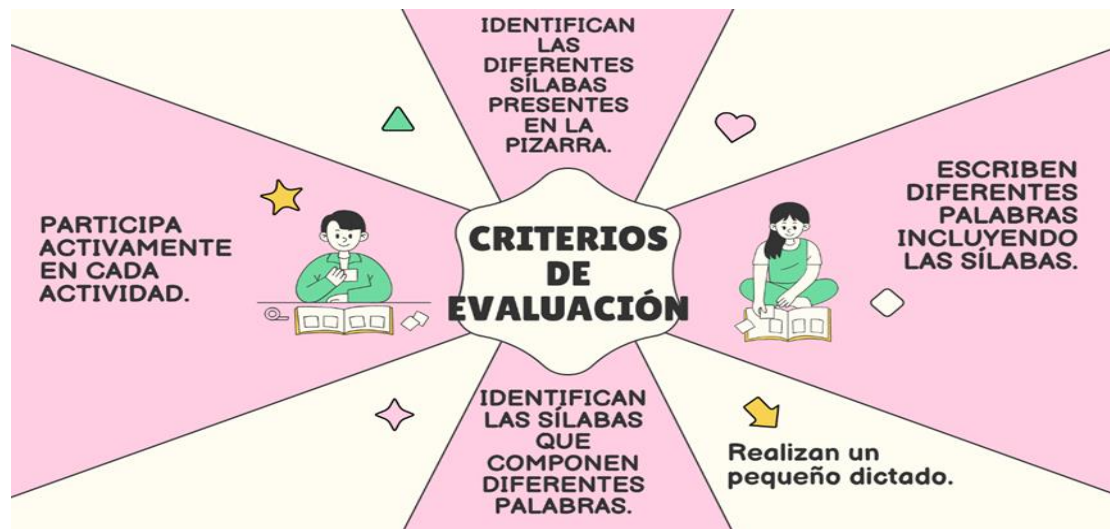 IDENTIFICAN
LAS
DIFERENTES
SÍLABAS
PRESENTES
EN LA
PIZARRA.
PARTICIPA
ACTIVAMENTE
EN CADA
ACTIVIDAD.
CRITERIOS
DE
EVALUACIÓN
ESCRIBEN
DIFERENTES
PALABRAS
INCLUYENDO
LAS SÍLABAS.
IDENTIFICAN
LAS SÍLABAS
QUE
COMPONEN
DIFERENTES
PALABRAS.
Realizan un
pequeño dictado.